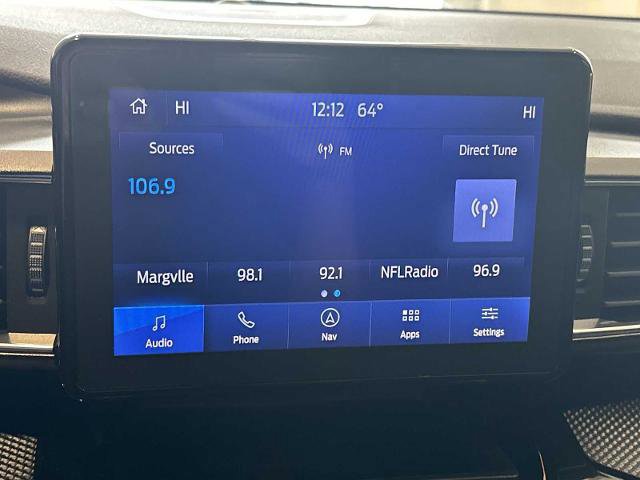 HI 12:12 64° HI
Sources FM Direct Tune
106.9
Margvlle 98.1 92.1 NFLRadio 96.9
Audio Phone Nav Apps Settings